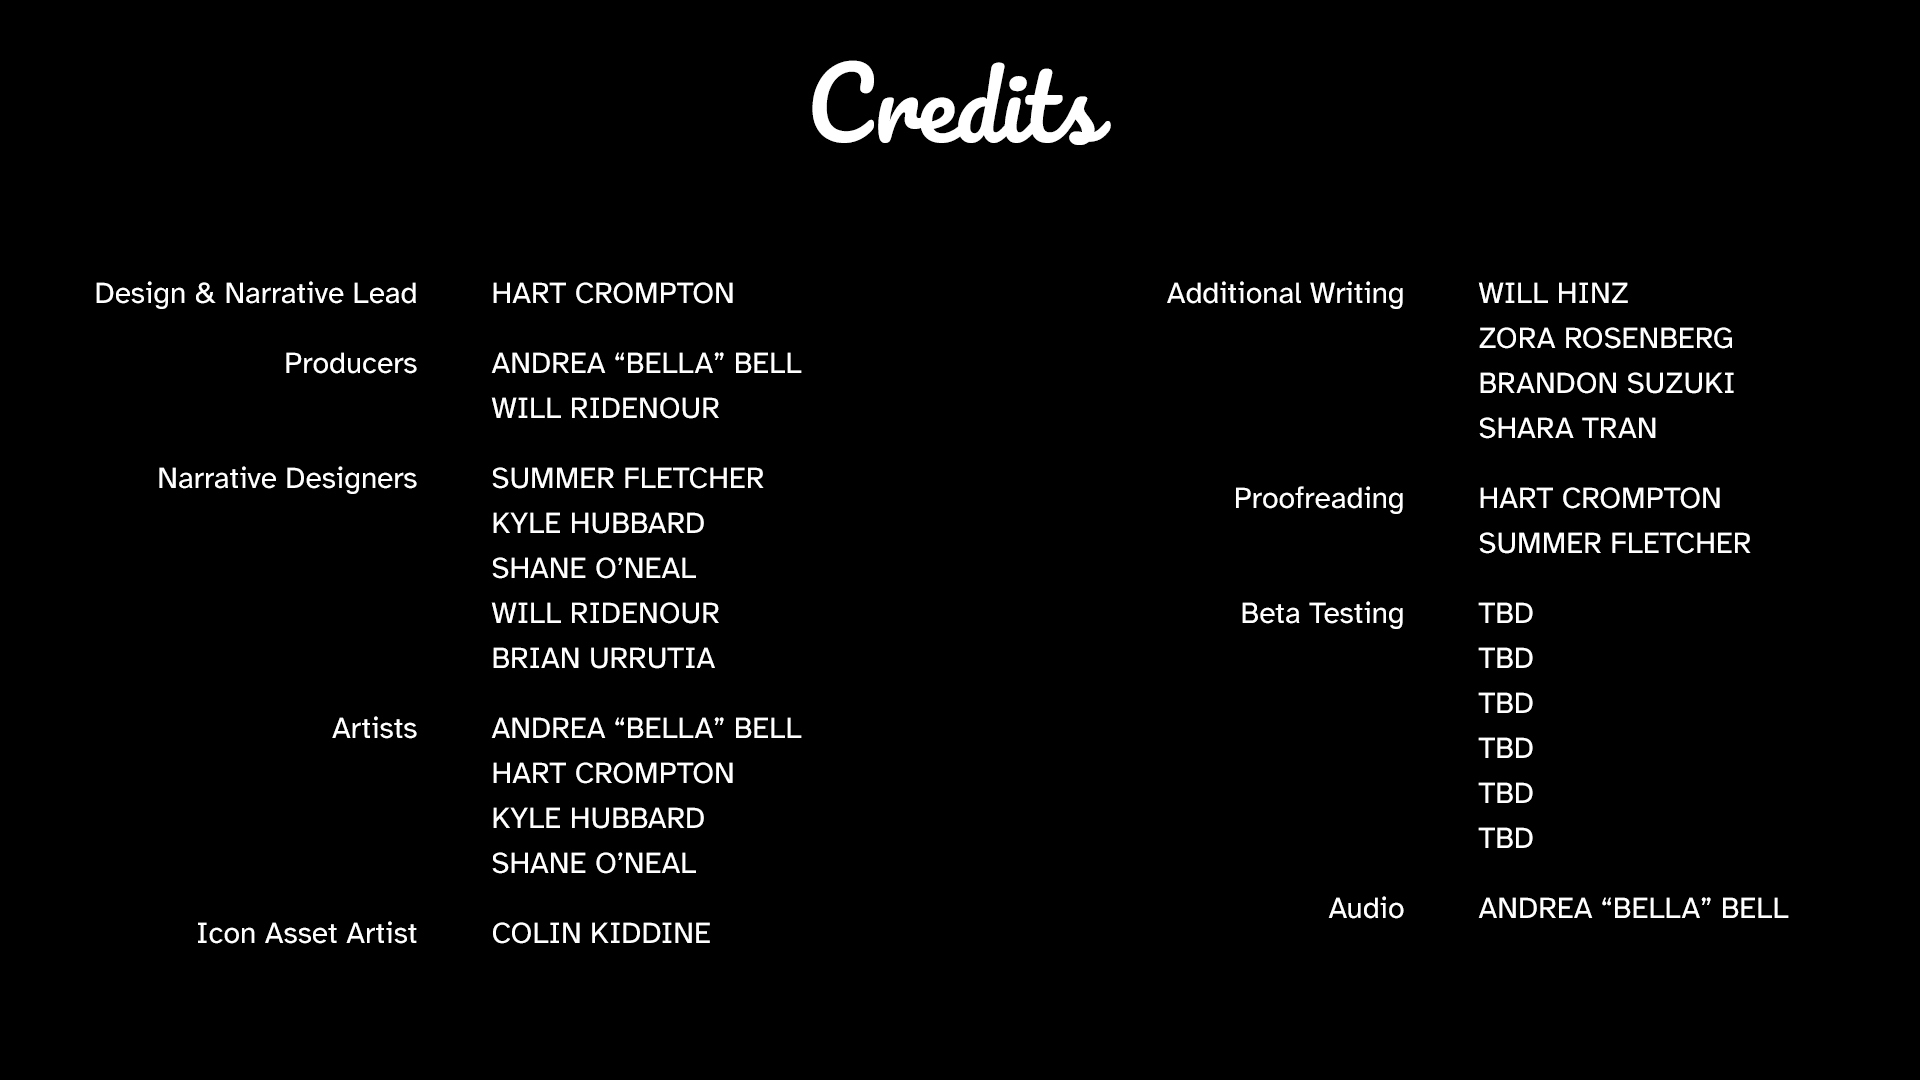 Credits
Design & Narrative Lead HART CROMPTON
Producers ANDREA “BELLA” BELL
WILL RIDENOUR
Narrative Designers SUMMER FLETCHER
KYLE HUBBARD
SHANE O’NEAL
WILL RIDENOUR
BRIAN URRUTIA
Artists ANDREA “BELLA” BELL
HART CROMPTON
KYLE HUBBARD
SHANE O’NEAL
Icon Asset Artist COLIN KIDDINE
Additional Writing WILL HINZ
ZORA ROSENBERG
BRANDON SUZUKI
SHARA TRAN
Proofreading HART CROMPTON
SUMMER FLETCHER
Beta Testing TBD
TBD
TBD
TBD
TBD
TBD
Audio ANDREA “BELLA” BELL